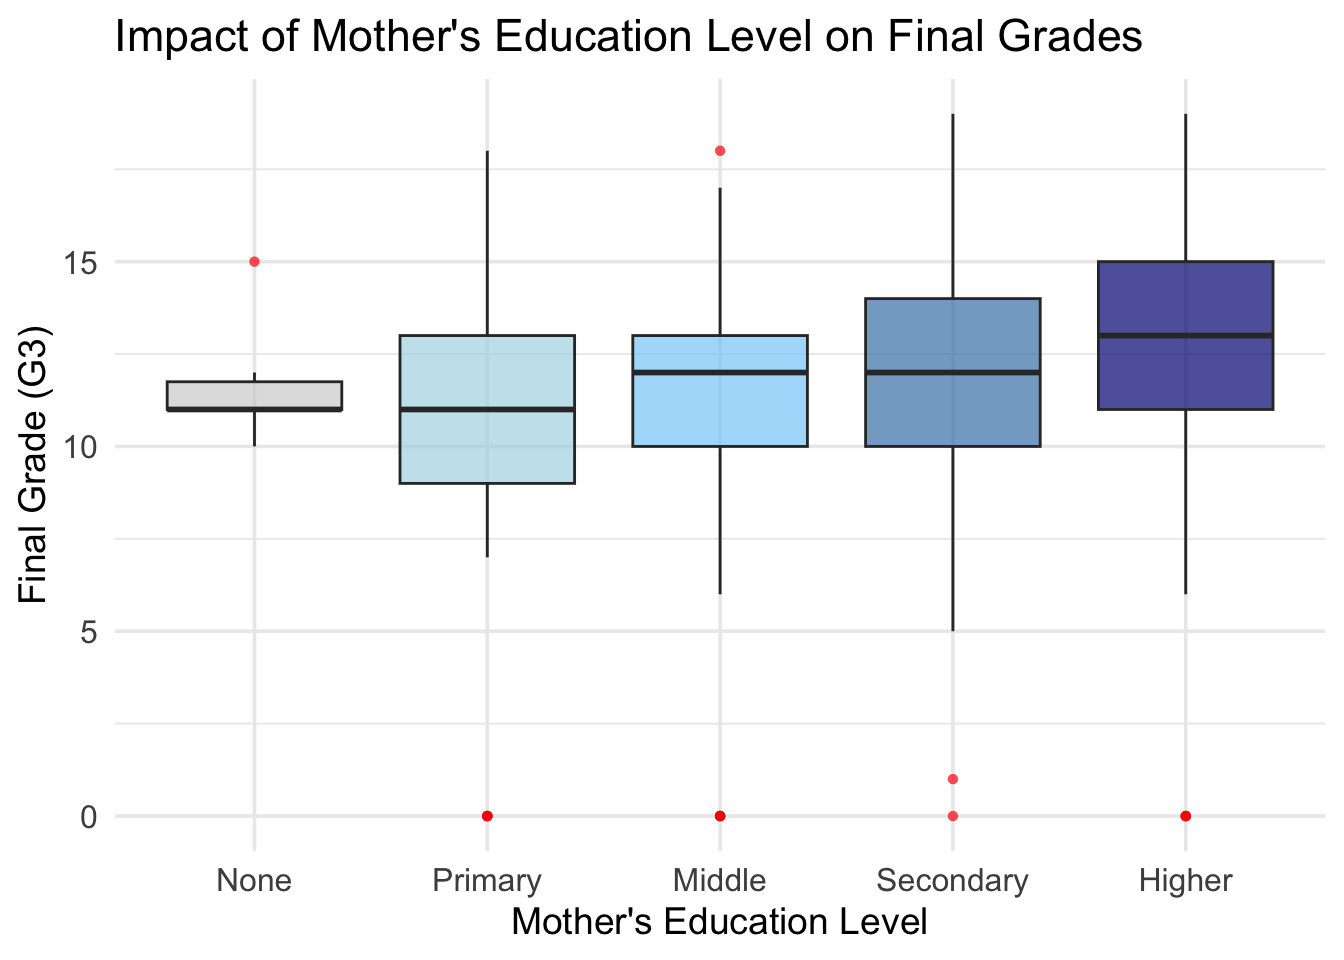 Impact of Mother's Education Level on Final Grades
Final Grade (G3)
15
10
5
0
None Primary Middle Secondary Higher
Mother's Education Level